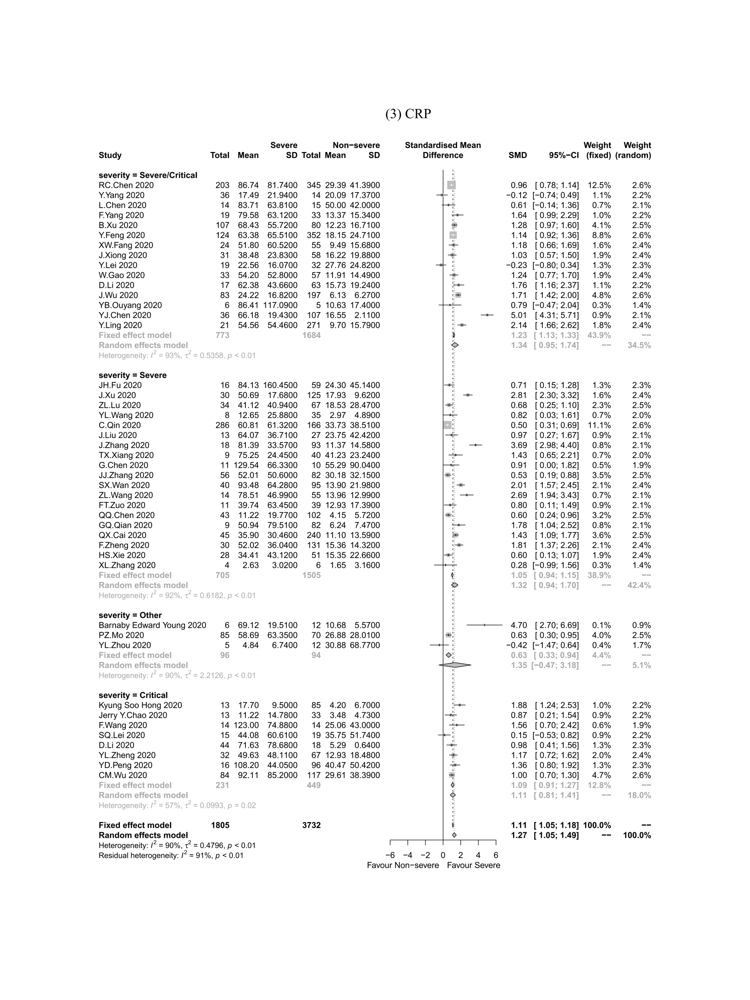 (3) CRP
Severe Non−severe Standardised Mean Weight Weight
Study Total Mean SD Total Mean SD Difference SMD 95%−CI (fixed) (random)
severity = Severe/Critical
RC.Chen 2020 203 86.74 81.7400 345 29.39 41.3900 0.96 [ 0.78; 1.14] 12.5% 2.6%
Y.Yang 2020 36 17.49 21.9400 14 20.09 17.3700 −0.12 [−0.74; 0.49] 1.1% 2.2%
L.Chen 2020 14 83.71 63.8100 15 50.00 42.0000 0.61 [−0.14; 1.36] 0.7% 2.1%
F.Yang 2020 19 79.58 63.1200 33 13.37 15.3400 1.64 [ 0.99; 2.29] 1.0% 2.2%
B.Xu 2020 107 68.43 55.7200 80 12.23 16.7100 1.28 [ 0.97; 1.60] 4.1% 2.5%
Y.Feng 2020 124 63.38 65.5100 352 18.15 24.7100 1.14 [ 0.92; 1.36] 8.8% 2.6%
XW.Fang 2020 24 51.80 60.5200 55 9.49 15.6800 1.18 [ 0.66; 1.69] 1.6% 2.4%
J.Xiong 2020 31 38.48 23.8300 58 16.22 19.8800 1.03 [ 0.57; 1.50] 1.9% 2.4%
Y.Lei 2020 19 22.56 16.0700 32 27.76 24.8200 −0.23 [−0.80; 0.34] 1.3% 2.3%
W.Gao 2020 33 54.20 52.8000 57 11.91 14.4900 1.24 [ 0.77; 1.70] 1.9% 2.4%
D.Li 2020 17 62.38 43.6600 63 15.73 19.2400 1.76 [ 1.16; 2.37] 1.1% 2.2%
J.Wu 2020 83 24.22 16.8200 197 6.13 6.2700 1.71 [ 1.42; 2.00] 4.8% 2.6%
YB.Ouyang 2020 6 86.41 117.0900 5 10.63 17.4000 0.79 [−0.47; 2.04] 0.3% 1.4%
YJ.Chen 2020 36 66.18 19.4300 107 16.55 2.1100 5.01 [ 4.31; 5.71] 0.9% 2.1%
Y.Ling 2020 21 54.56 54.4600 271 9.70 15.7900 2.14 [ 1.66; 2.62] 1.8% 2.4%
Fixed effect model 773 1684 1.23 [ 1.13; 1.33] 43.9% −−
Random effects model 1.34 [ 0.95; 1.74] −− 34.5%
Heterogeneity: I² = 93%, τ² = 0.5358, p < 0.01
severity = Severe
JH.Fu 2020 16 84.13 160.4500 59 24.30 45.1400 0.71 [ 0.15; 1.28] 1.3% 2.3%
J.Xu 2020 30 50.69 17.6800 125 17.93 9.6200 2.81 [ 2.30; 3.32] 1.6% 2.4%
ZL.Lu 2020 34 41.12 40.9400 67 18.53 28.4700 0.68 [ 0.25; 1.10] 2.3% 2.5%
YL.Wang 2020 8 12.65 25.8800 35 2.97 4.8900 0.82 [ 0.03; 1.61] 0.7% 2.0%
C.Qin 2020 286 60.81 61.3200 166 33.73 38.5100 0.50 [ 0.31; 0.69] 11.1% 2.6%
J.Liu 2020 13 64.07 36.7100 27 23.75 42.4200 0.97 [ 0.27; 1.67] 0.9% 2.1%
J.Zhang 2020 18 81.39 33.5700 93 11.37 14.5800 3.69 [ 2.98; 4.40] 0.8% 2.1%
TX.Xiang 2020 9 75.25 24.4500 40 41.23 23.2400 1.43 [ 0.65; 2.21] 0.7% 2.0%
G.Chen 2020 11 129.54 66.3300 10 55.29 90.0400 0.91 [ 0.00; 1.82] 0.5% 1.9%
JJ.Zhang 2020 56 52.01 50.6000 82 30.18 32.1500 0.53 [ 0.19; 0.88] 3.5% 2.5%
SX.Wan 2020 40 93.48 64.2800 95 13.90 21.9800 2.01 [ 1.57; 2.45] 2.1% 2.4%
ZL.Wang 2020 14 78.51 46.9900 55 13.96 12.9900 2.69 [ 1.94; 3.43] 0.7% 2.1%
FT.Zuo 2020 11 39.74 63.4500 39 12.93 17.3900 0.80 [ 0.11; 1.49] 0.9% 2.1%
QQ.Chen 2020 43 11.22 19.7700 102 4.15 5.7200 0.60 [ 0.24; 0.96] 3.2% 2.5%
GQ.Qian 2020 9 50.94 79.5100 82 6.24 7.4700 1.78 [ 1.04; 2.52] 0.8% 2.1%
QX.Cai 2020 45 35.90 30.4600 240 11.10 13.5900 1.43 [ 1.09; 1.77] 3.6% 2.5%
F.Zheng 2020 30 52.02 36.0400 131 15.36 14.3200 1.81 [ 1.37; 2.26] 2.1% 2.4%
HS.Xie 2020 28 34.41 43.1200 51 15.35 22.6600 0.60 [ 0.13; 1.07] 1.9% 2.4%
XL.Zhang 2020 4 2.63 3.0200 6 1.65 3.1600 0.28 [−0.99; 1.56] 0.3% 1.4%
Fixed effect model 705 1505 1.05 [ 0.94; 1.15] 38.9% −−
Random effects model 1.32 [ 0.94; 1.70] −− 42.4%
Heterogeneity: I² = 92%, τ² = 0.6182, p < 0.01
severity = Other
Barnaby Edward Young 2020 6 69.12 19.5100 12 10.68 5.5700 4.70 [ 2.70; 6.69] 0.1% 0.9%
PZ.Mo 2020 85 58.69 63.3500 70 26.88 28.0100 0.63 [ 0.30; 0.95] 4.0% 2.5%
YL.Zhou 2020 5 4.84 6.7400 12 30.88 68.7700 −0.42 [−1.47; 0.64] 0.4% 1.7%
Fixed effect model 96 94 0.63 [ 0.33; 0.94] 4.4% −−
Random effects model 1.35 [−0.47; 3.18] −− 5.1%
Heterogeneity: I² = 90%, τ² = 2.2126, p < 0.01
severity = Critical
Kyung Soo Hong 2020 13 17.70 9.5000 85 4.20 6.7000 1.88 [ 1.24; 2.53] 1.0% 2.2%
Jerry Y.Chao 2020 13 11.22 14.7800 33 3.48 4.7300 0.87 [ 0.21; 1.54] 0.9% 2.2%
F.Wang 2020 14 123.00 74.8800 14 25.06 43.0000 1.56 [ 0.70; 2.42] 0.6% 1.9%
SQ.Lei 2020 15 44.08 60.6100 19 35.75 51.7400 0.15 [−0.53; 0.82] 0.9% 2.2%
D.Li 2020 44 71.63 78.6800 18 5.29 0.6400 0.98 [ 0.41; 1.56] 1.3% 2.3%
YL.Zheng 2020 32 49.63 48.1100 67 12.93 18.4800 1.17 [ 0.72; 1.62] 2.0% 2.4%
YD.Peng 2020 16 108.20 44.0500 96 40.47 50.4200 1.36 [ 0.80; 1.92] 1.3% 2.3%
CM.Wu 2020 84 92.11 85.2000 117 29.61 38.3900 1.00 [ 0.70; 1.30] 4.7% 2.6%
Fixed effect model 231 449 1.09 [ 0.91; 1.27] 12.8% −−
Random effects model 1.11 [ 0.81; 1.41] −− 18.0%
Heterogeneity: I² = 57%, τ² = 0.0993, p = 0.02
Fixed effect model 1805 3732 1.11 [ 1.05; 1.18] 100.0% −−
Random effects model 1.27 [ 1.05; 1.49] −− 100.0%
Heterogeneity: I² = 90%, τ² = 0.4796, p < 0.01
Residual heterogeneity: I² = 91%, p < 0.01
−6 −4 −2 0 2 4 6
Favour Non−severe Favour Severe